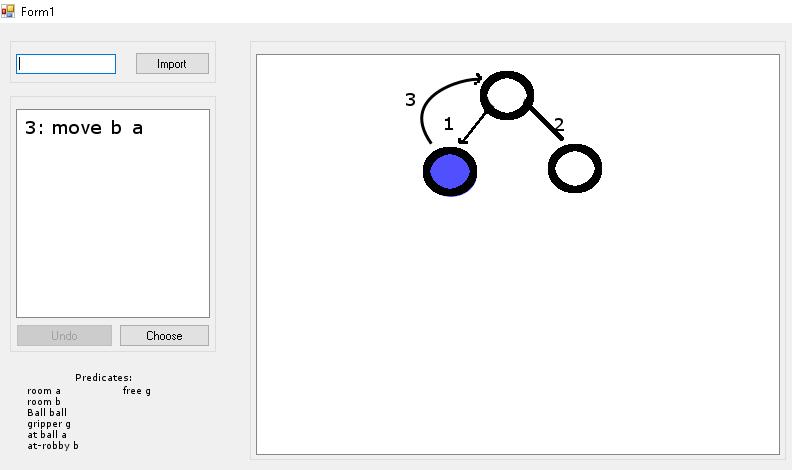 Form1
Import
3: move b a
Undo
Choose
Predicates:
room a
free g
room b
Ball ball
gripper g
at ball a
at-robby b
3
1
2